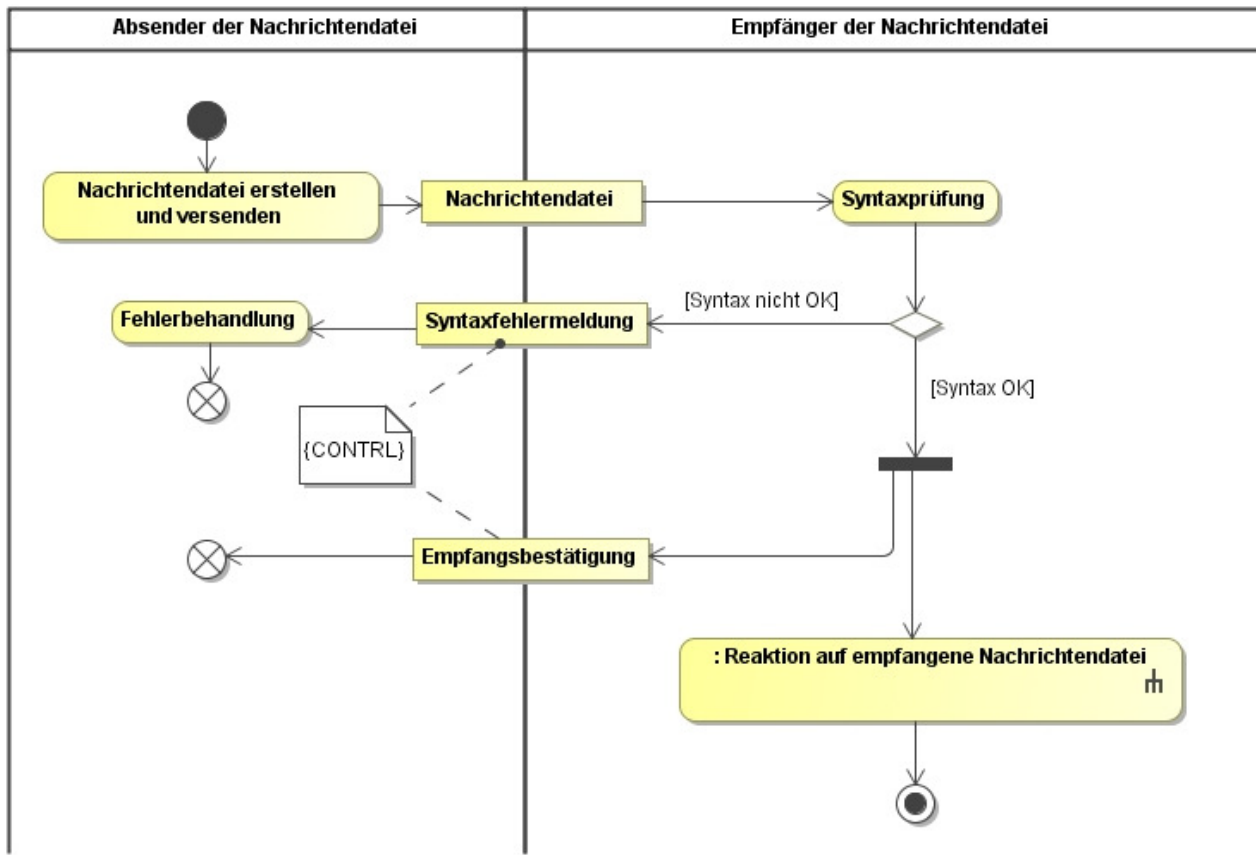 Absender der Nachrichtendatei
Empfänger der Nachrichtendatei
Nachrichtendatei erstellen
und versenden
Nachrichtendatei
Syntaxprüfung
[Syntax nicht OK]
Fehlerbehandlung
Syntaxfehlermeldung
[Syntax OK]
{CONTRL}
Empfangsbestätigung
: Reaktion auf empfangene Nachrichtendatei